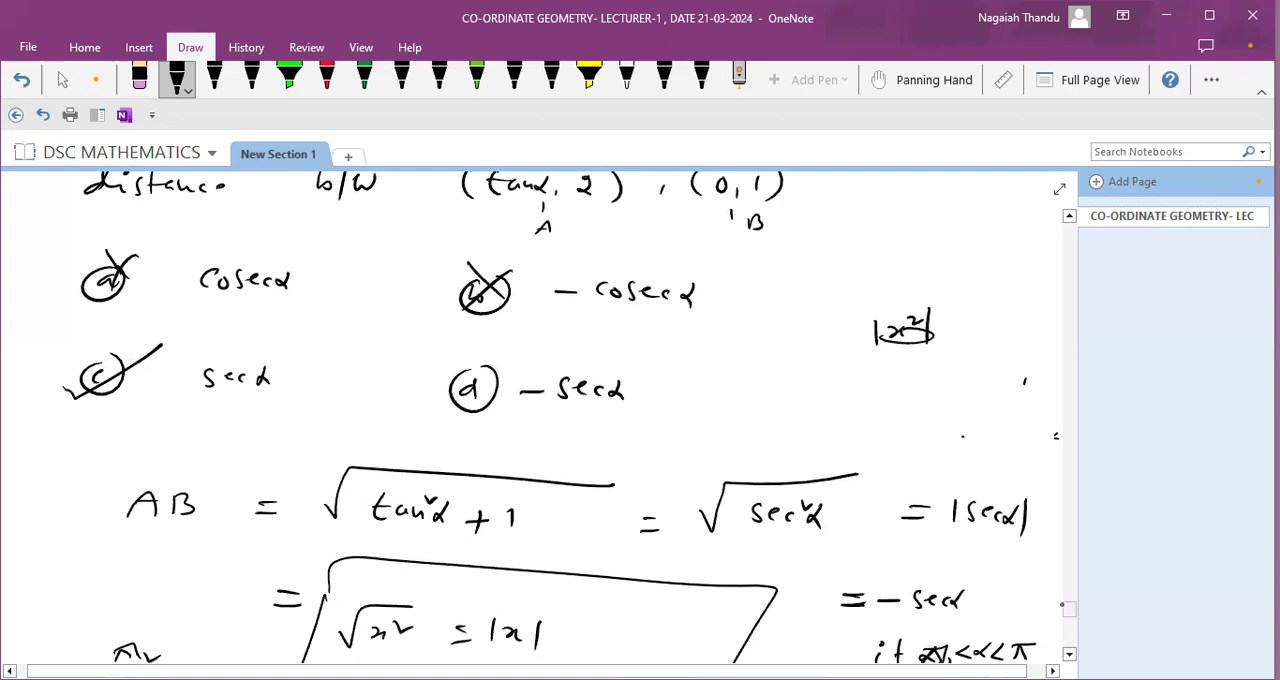 CO-ORDINATE GEOMETRY- LECTURER-1 , DATE 21-03-2024 - OneNote
Nagaiah Thandu
File Home Insert Draw History Review View Help
Add Pen Panning Hand Full Page View
DSC MATHEMATICS New Section 1 Search Notebooks
Add Page
CO-ORDINATE GEOMETRY- LEC
distance b/w (tanα, 2) , (0, 1)
A B
a cosecα b - cosecα
|x²|
c secα d - secα
AB = √tan²α + 1 = √sec²α = |secα|
= = - secα
√x² = |x|
π/2 if π/2<α<π